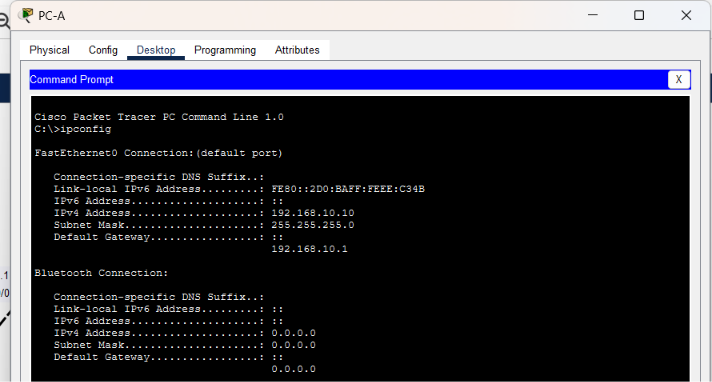 PC-A
Physical Config Desktop Programming Attributes
Command Prompt X
Cisco Packet Tracer PC Command Line 1.0
C:\>ipconfig
FastEthernet0 Connection:(default port)
Connection-specific DNS Suffix..:
Link-local IPv6 Address.........: FE80::2D0:BAFF:FEEE:C34B
IPv6 Address....................: ::
IPv4 Address....................: 192.168.10.10
Subnet Mask.....................: 255.255.255.0
Default Gateway.................: ::
192.168.10.1
Bluetooth Connection:
Connection-specific DNS Suffix..:
Link-local IPv6 Address.........: ::
IPv6 Address....................: ::
IPv4 Address....................: 0.0.0.0
Subnet Mask.....................: 0.0.0.0
Default Gateway.................: ::
0.0.0.0
.1
/0